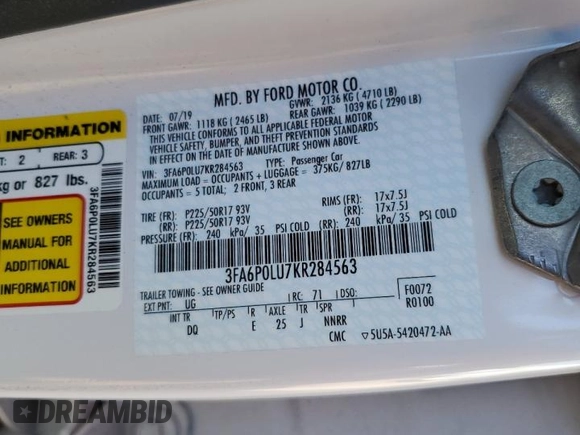 MFD. BY FORD MOTOR CO.
DATE: 07/19 GVWR: 2136 KG ( 4710 LB)
FRONT GAWR: 1118 KG ( 2465 LB) REAR GAWR: 1039 KG ( 2290 LB)
THIS VEHICLE CONFORMS TO ALL APPLICABLE FEDERAL MOTOR
VEHICLE SAFETY, BUMPER, AND THEFT PREVENTION STANDARDS
IN EFFECT ON THE DATE OF MANUFACTURE SHOWN ABOVE.
VIN: 3FA6P0LU7KR284563 TYPE: Passenger Car
MAXIMUM LOAD = OCCUPANTS + LUGGAGE = 375KG/ 827LB
OCCUPANTS = 5 TOTAL: 2 FRONT, 3 REAR
TIRE (FR): P225/50R17 93V RIMS (FR): 17x7.5J
(RR): P225/50R17 93V (RR): 17x7.5J
PRESSURE (FR): 240 kPa/ 35 PSI COLD (RR): 240 kPa/ 35 PSI COLD
3FA6P0LU7KR284563
TRAILER TOWING - SEE OWNER GUIDE
EXT PNT: UG RC: 71 DSO: F0072
INT TR TP/PS R AXLE TR SPR R0100
DQ E 25 J NNRR
CMC ▽5U5A-5420472-AA
INFORMATION
2 REAR: 3
kg or 827 lbs.
SEE OWNERS
MANUAL FOR
ADDITIONAL
INFORMATION
3FA6P0LU7KR284563
DREAMBID